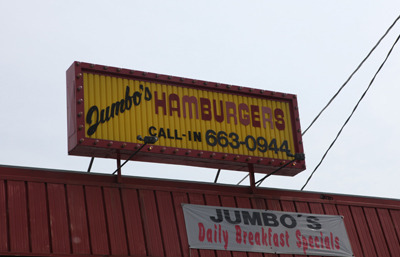 Jumbo's HAMBURGERS
CALL-IN 663-0944
JUMBO´S
Daily Breakfast Specials